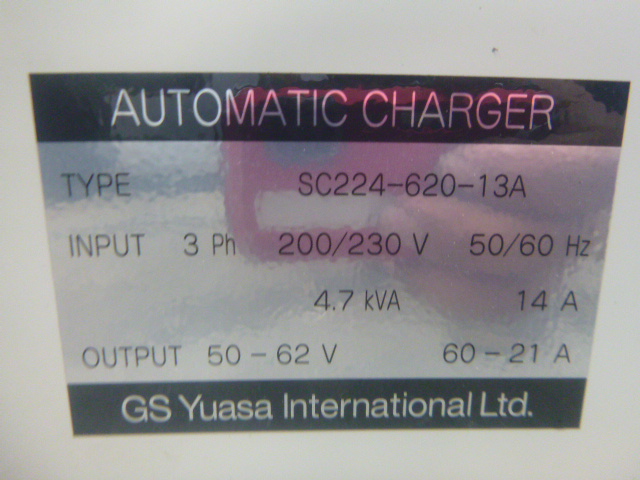 AUTOMATIC CHARGER
TYPE SC224-620-13A
INPUT 3 Ph 200/230 V 50/60 Hz
4.7 kVA 14 A
OUTPUT 50-62 V 60-21 A
GS Yuasa International Ltd.